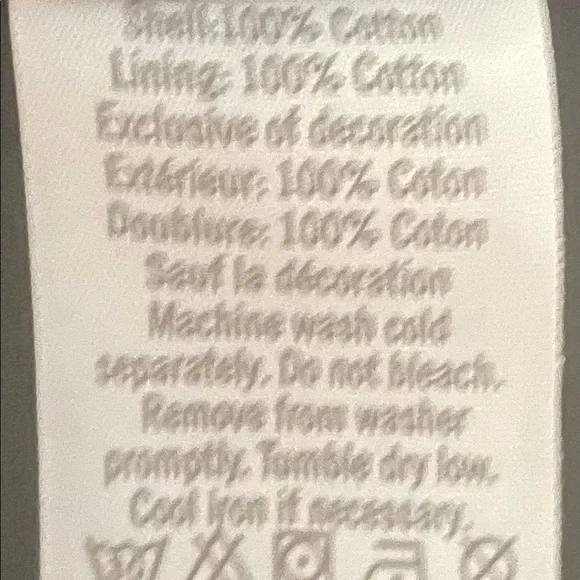 Shell:100% Cotton
Lining: 100% Cotton
Exclusive of decoration
Extérieur: 100% Coton
Doublure: 100% Coton
Sauf la décoration
Machine wash cold
separately. Do not bleach.
Remove from washer
promptly. Tumble dry low.
Cool iron if necessary.